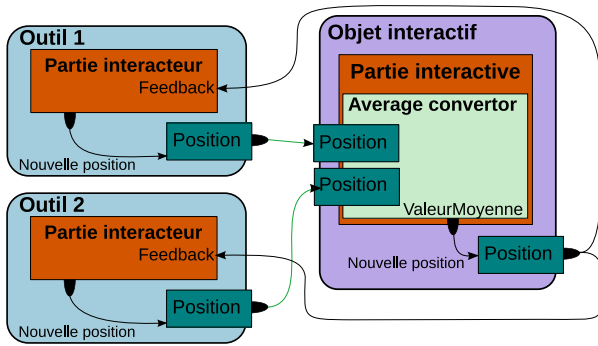 Outil 1
Partie interacteur
Feedback
Position
Nouvelle position
Outil 2
Partie interacteur
Feedback
Position
Nouvelle position
Objet interactif
Partie interactive
Average convertor
Position
Position
ValeurMoyenne
Position
Nouvelle position